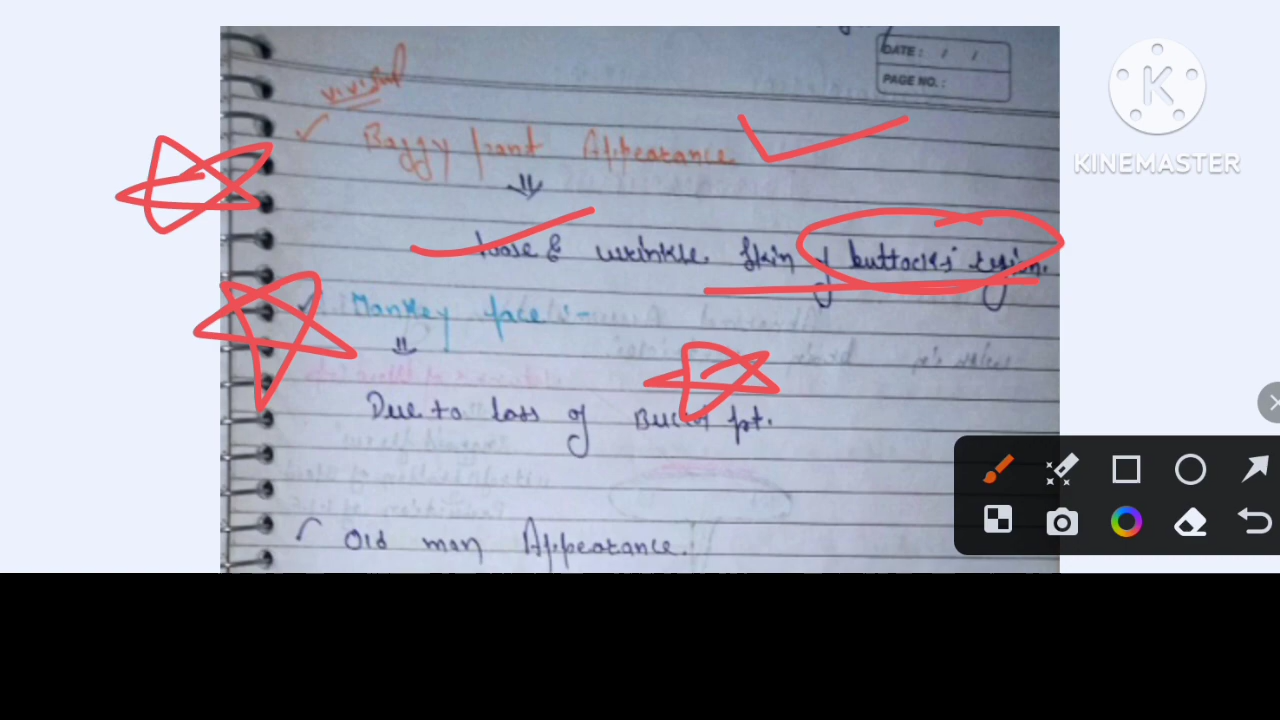 DATE: / /
PAGE NO.:
v.v.imp
KINEMASTER
Baggy pant Appearance
loose & wrinkle skin of buttocks region.
Monkey face :-
Due to loss of Buccal fat.
Old man Appearance.